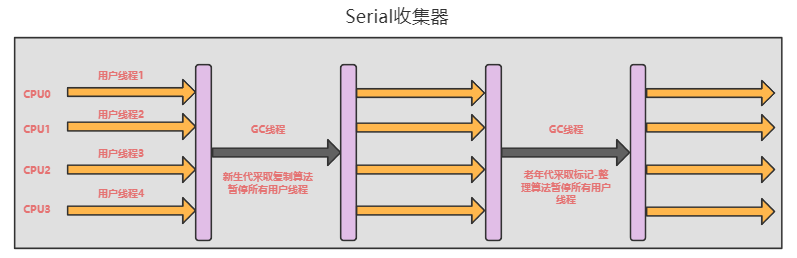 Serial收集器
用户线程1
CPU0
用户线程2
CPU1
GC线程
GC线程
用户线程3
CPU2
新生代采取复制算法
暂停所有用户线程
老年代采取标记-整
理算法暂停所有用户
线程
用户线程4
CPU3